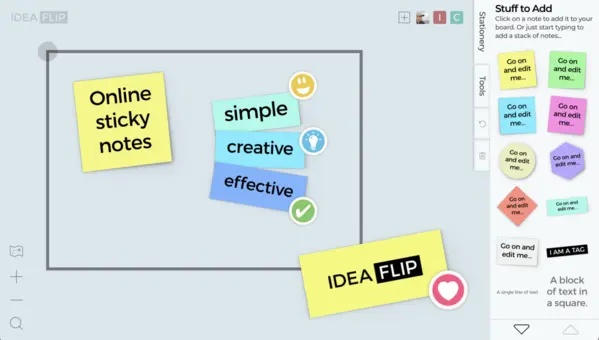 IDEA FLIP
I
C
Online
sticky
notes
simple
creative
effective
IDEA FLIP
Stationery
Tools
Stuff to Add
Click on a note to add it to your
board. Or just start typing to
add a stack of notes...
Go on
and edit
me...
Go on
and edit
me...
Go on
and edit
me...
Go on
and edit
me...
Go on
and edit
me...
Go on and
edit me...
Go on
and edit
me...
Go on and
edit me...
Go on and
edit me...
I AM A TAG
A single line of text
A block
of text in
a square.